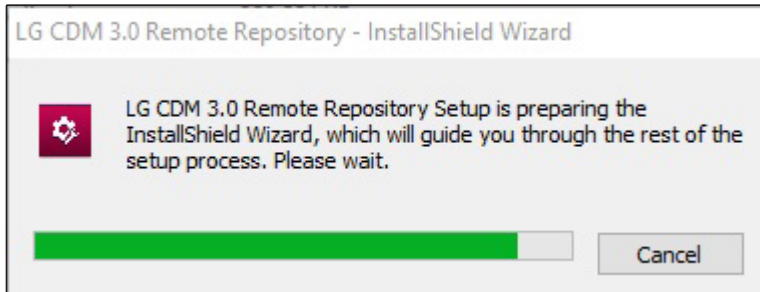 LG CDM 3.0 Remote Repository - InstallShield Wizard
LG CDM 3.0 Remote Repository Setup is preparing the
InstallShield Wizard, which will guide you through the rest of the
setup process. Please wait.
Cancel